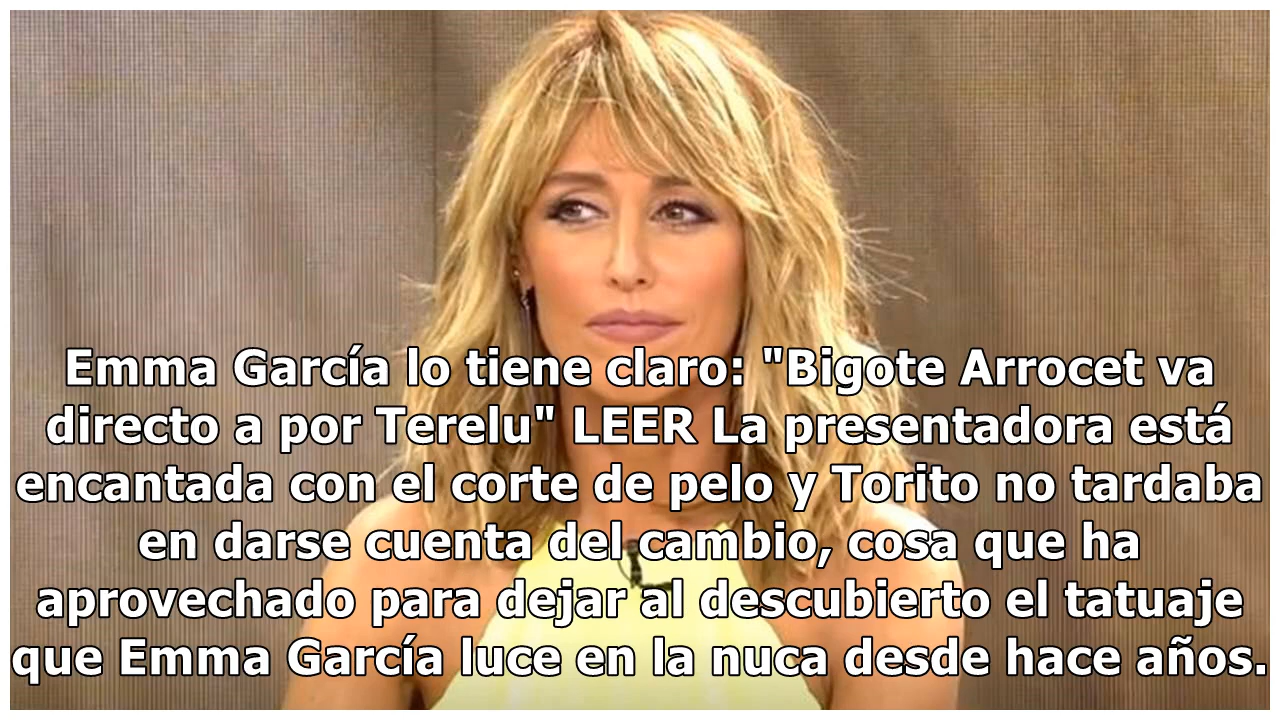 Emma García lo tiene claro: "Bigote Arrocet va
directo a por Terelu" LEER La presentadora está
encantada con el corte de pelo y Torito no tardaba
en darse cuenta del cambio, cosa que ha
aprovechado para dejar al descubierto el tatuaje
que Emma García luce en la nuca desde hace años.